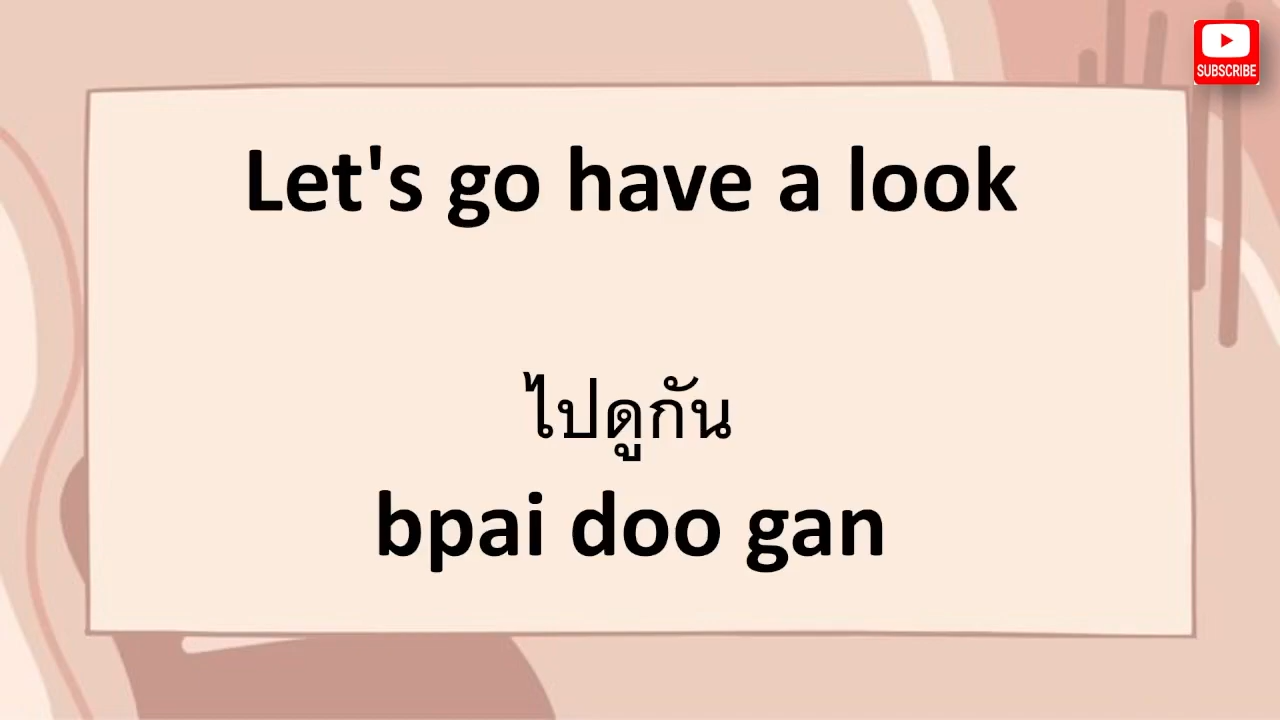 SUBSCRIBE
Let's go have a look
ไปดูกัน
bpai doo gan